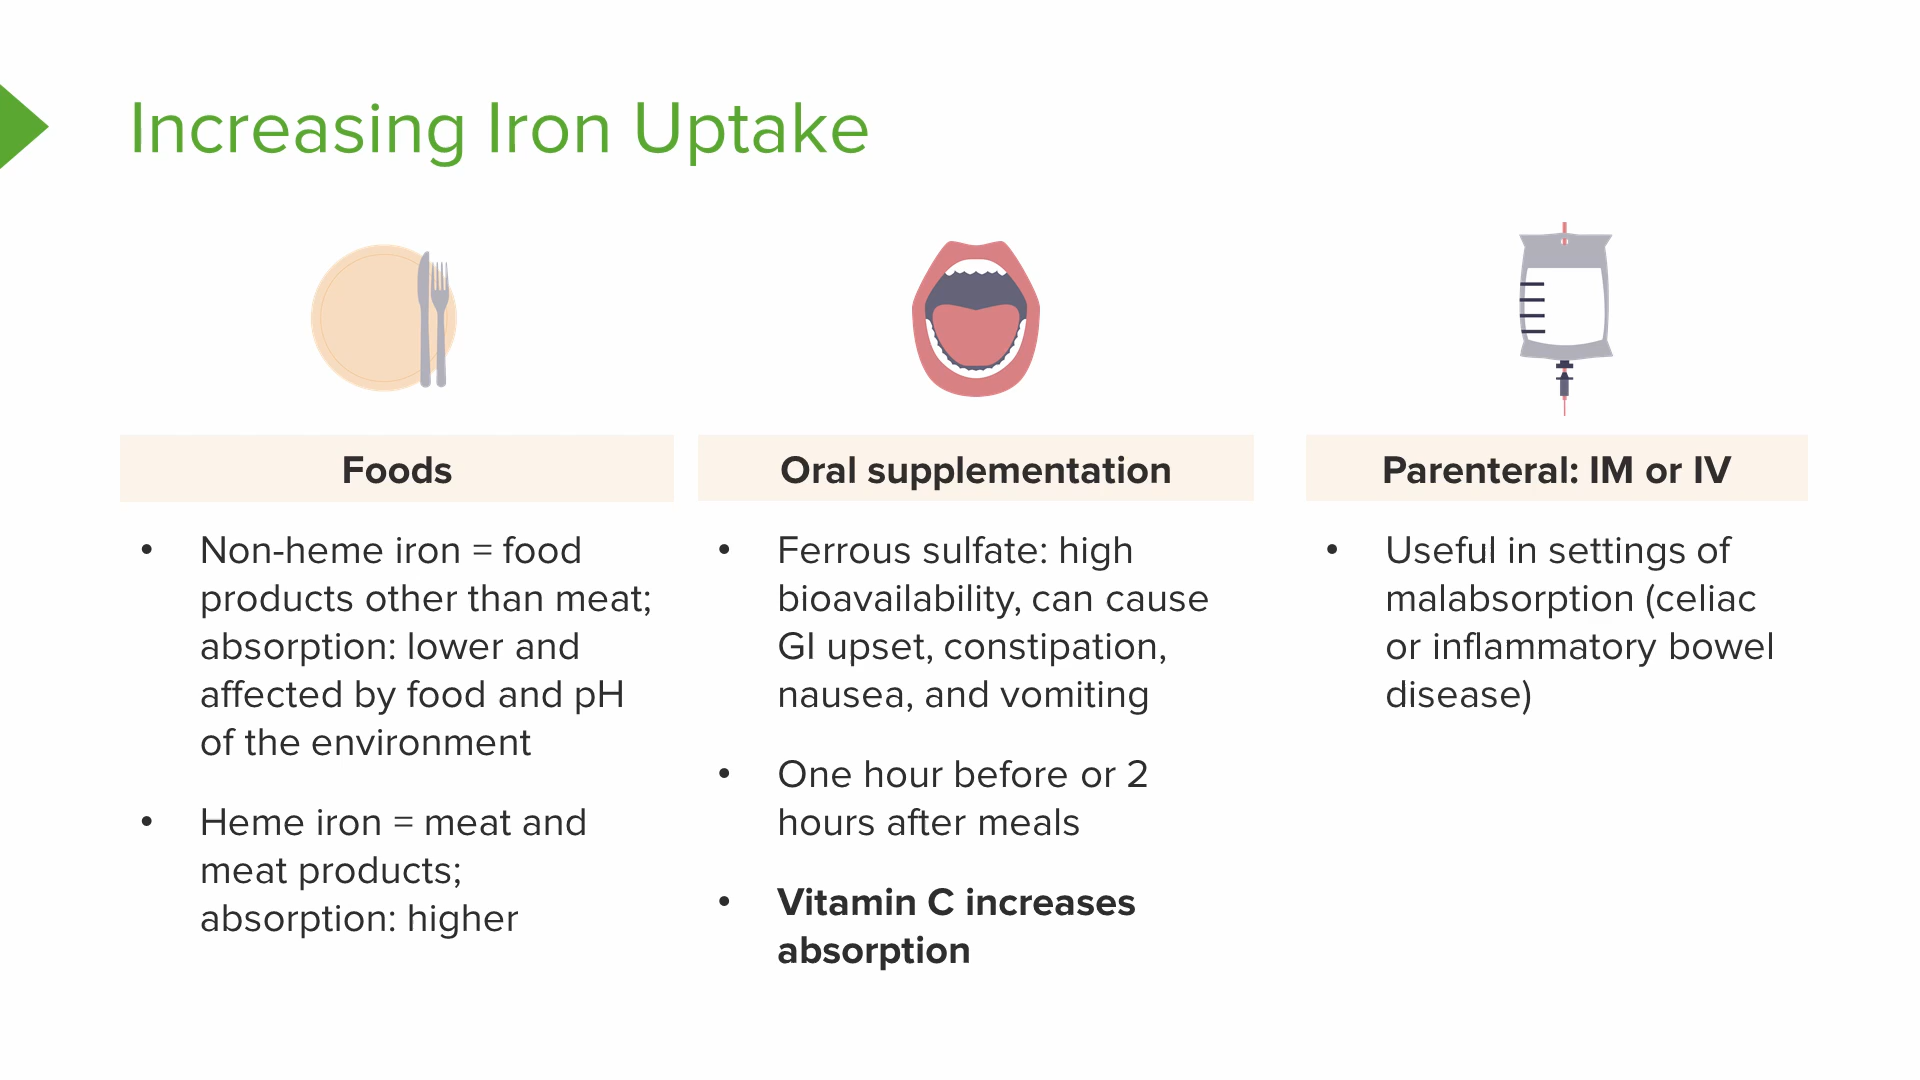 Increasing Iron Uptake
Foods
• Non-heme iron = food
products other than meat;
absorption: lower and
affected by food and pH
of the environment
• Heme iron = meat and
meat products;
absorption: higher
Oral supplementation
• Ferrous sulfate: high
bioavailability, can cause
GI upset, constipation,
nausea, and vomiting
• One hour before or 2
hours after meals
• Vitamin C increases
absorption
Parenteral: IM or IV
• Useful in settings of
malabsorption (celiac
or inflammatory bowel
disease)